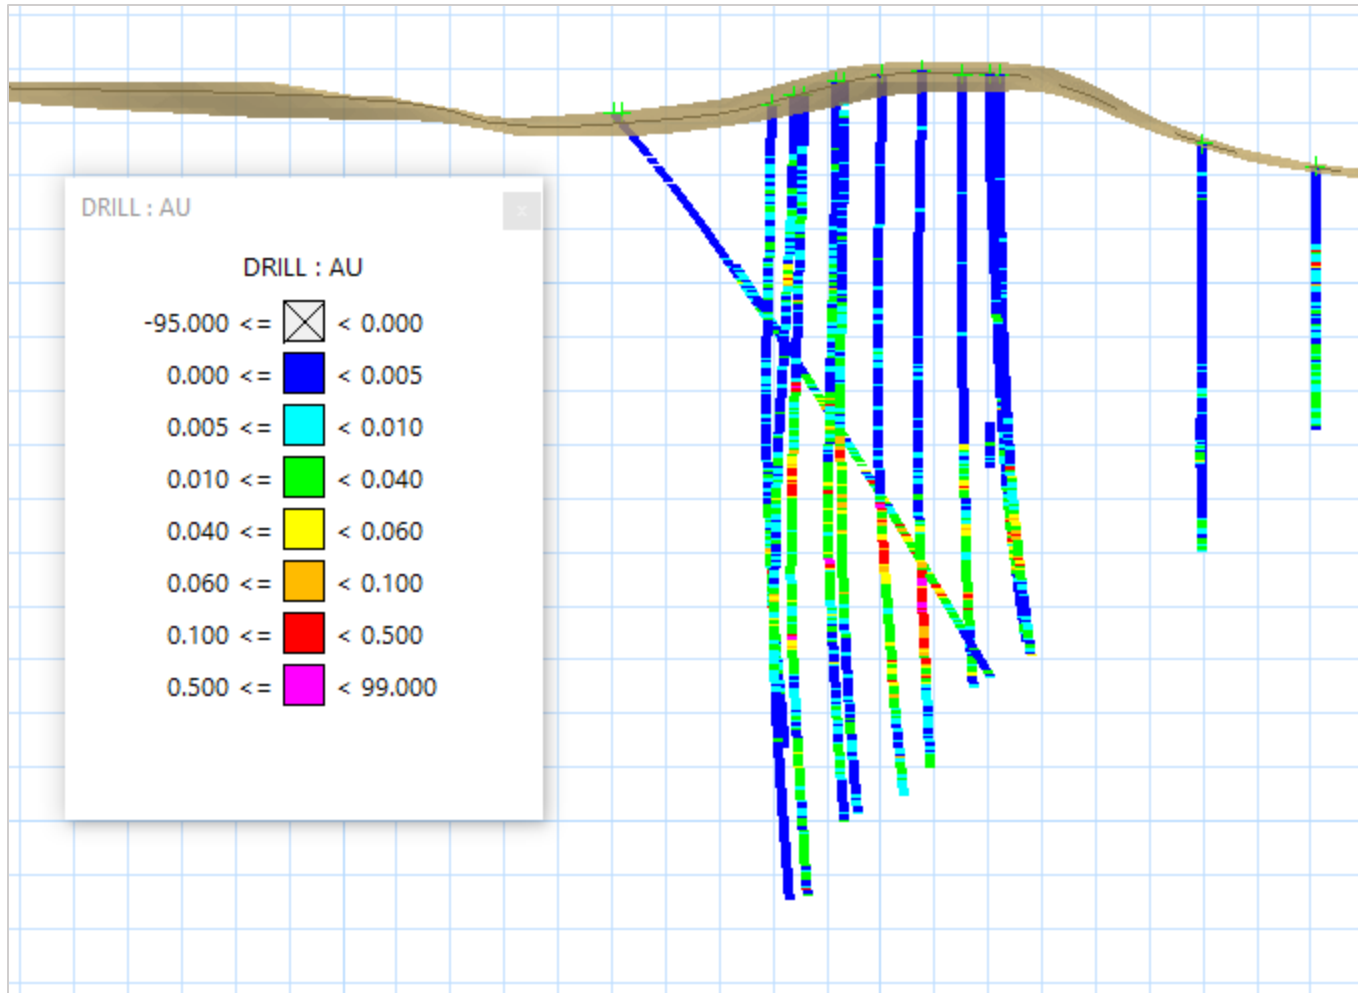 DRILL : AU
x
DRILL : AU
-95.000 <= < 0.000
0.000 <= < 0.005
0.005 <= < 0.010
0.010 <= < 0.040
0.040 <= < 0.060
0.060 <= < 0.100
0.100 <= < 0.500
0.500 <= < 99.000